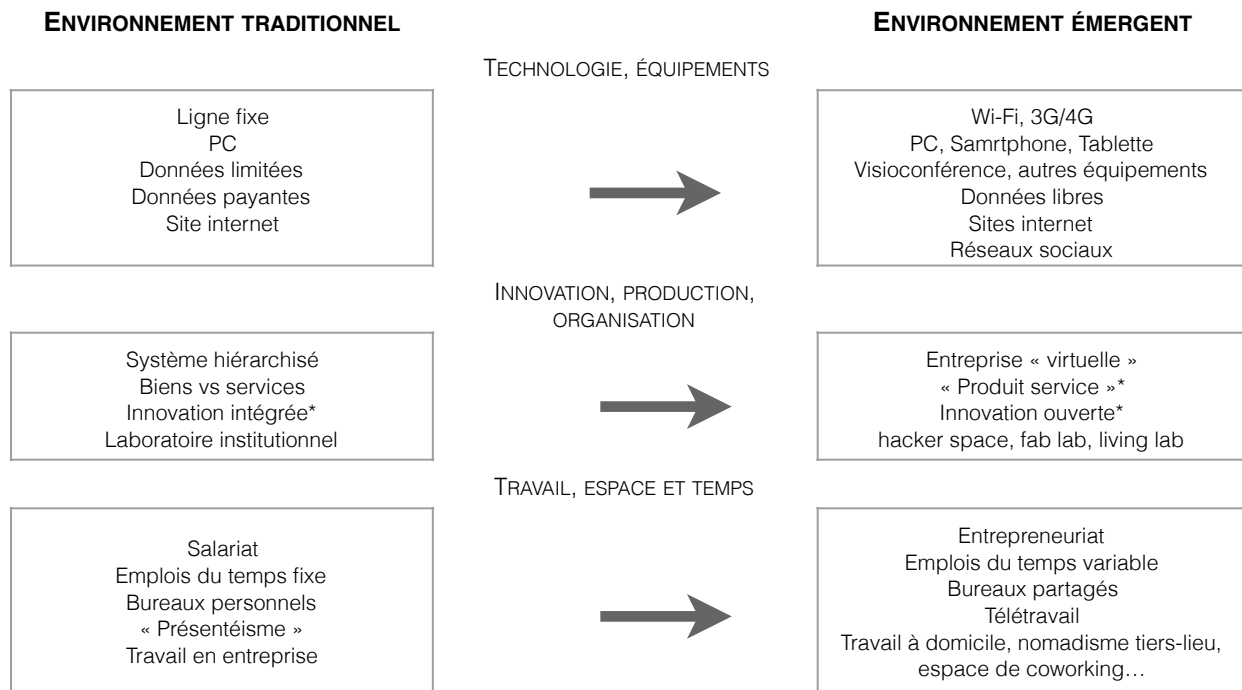 ENVIRONNEMENT TRADITIONNEL
ENVIRONNEMENT ÉMERGENT
TECHNOLOGIE, ÉQUIPEMENTS
Ligne fixe
PC
Données limitées
Données payantes
Site internet
Wi-Fi, 3G/4G
PC, Samrtphone, Tablette
Visioconférence, autres équipements
Données libres
Sites internet
Réseaux sociaux
INNOVATION, PRODUCTION,
ORGANISATION
Système hiérarchisé
Biens vs services
Innovation intégrée*
Laboratoire institutionnel
Entreprise « virtuelle »
« Produit service »*
Innovation ouverte*
hacker space, fab lab, living lab
TRAVAIL, ESPACE ET TEMPS
Salariat
Emplois du temps fixe
Bureaux personnels
« Présentéisme »
Travail en entreprise
Entrepreneuriat
Emplois du temps variable
Bureaux partagés
Télétravail
Travail à domicile, nomadisme tiers-lieu,
espace de coworking…